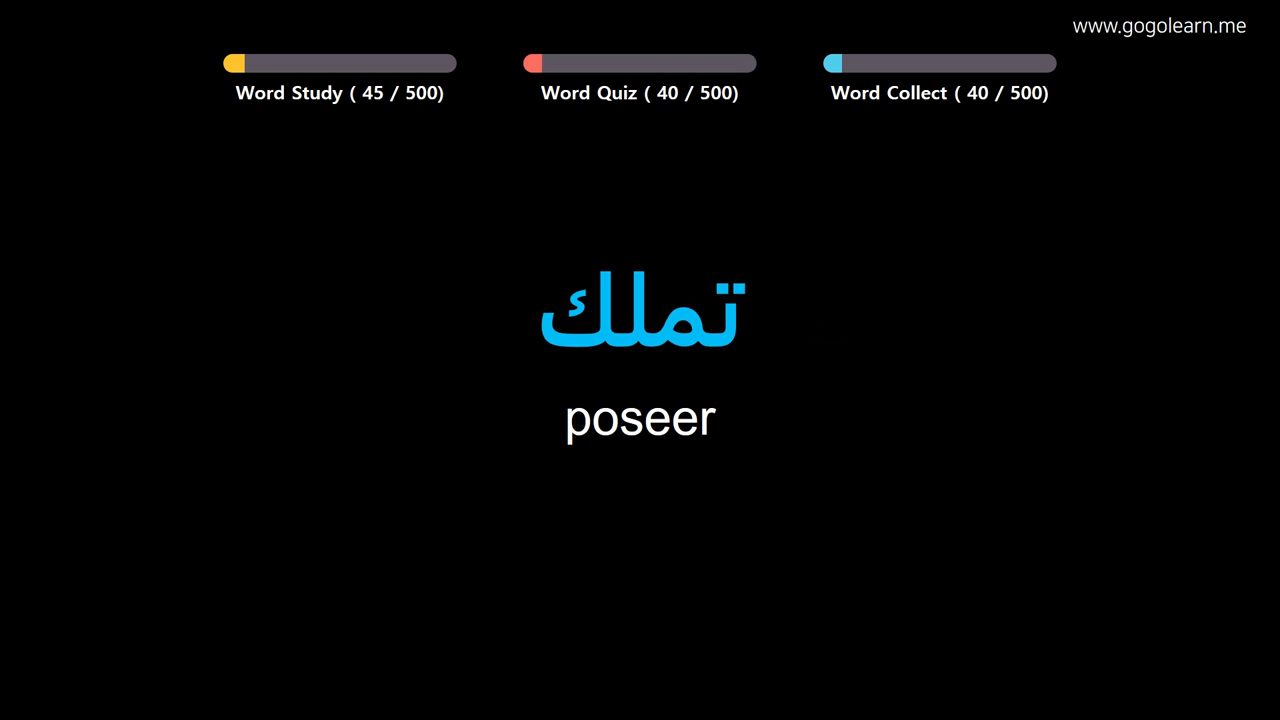 www.gogolearn.me
Word Study ( 45 / 500)
Word Quiz ( 40 / 500)
Word Collect ( 40 / 500)
تملك
poseer